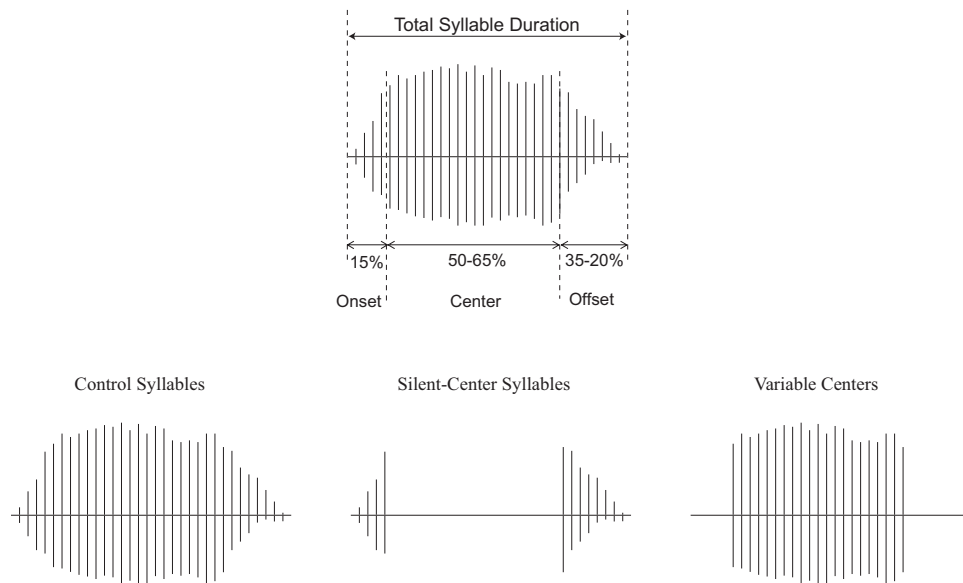 Total Syllable Duration
15% 50-65% 35-20%
Onset Center Offset
Control Syllables Silent-Center Syllables Variable Centers